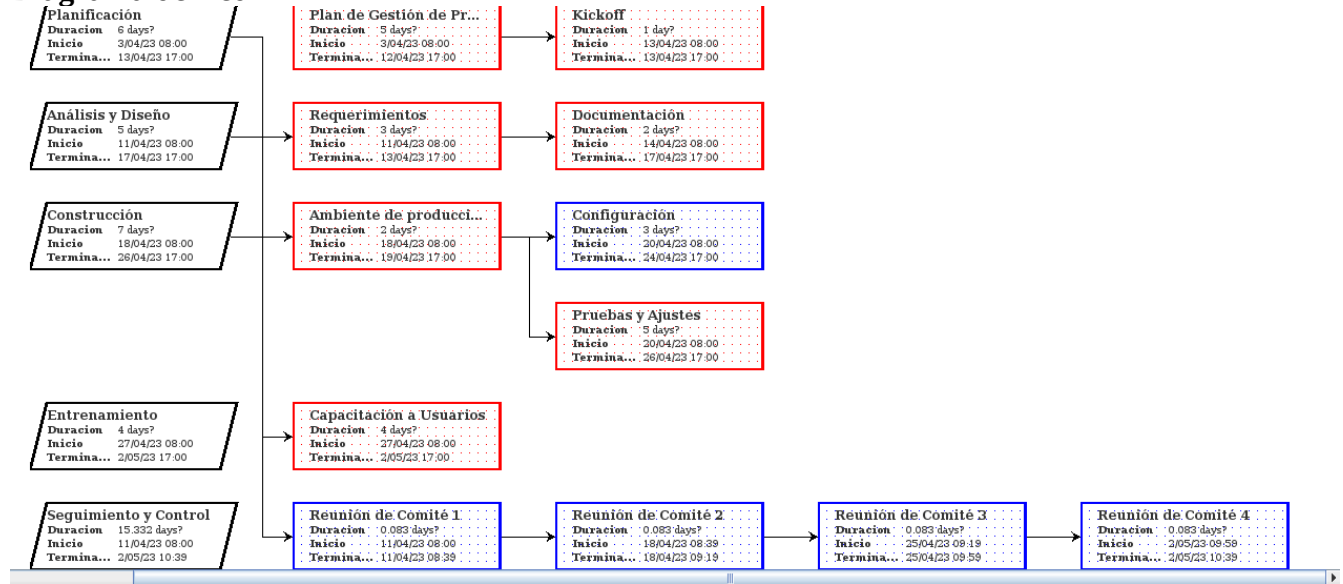 Planificación
Duracion 6 days?
Inicio 3/04/23 08:00
Termina... 13/04/23 17:00
Plan de Gestión de Pr...
Duracion 5 days?
Inicio 3/04/23 08:00
Termina... 12/04/23 17:00
Kickoff
Duracion 1 day?
Inicio 13/04/23 08:00
Termina... 13/04/23 17:00
Análisis y Diseño
Duracion 5 days?
Inicio 11/04/23 08:00
Termina... 17/04/23 17:00
Requerimientos
Duracion 3 days?
Inicio 11/04/23 08:00
Termina... 13/04/23 17:00
Documentación
Duracion 2 days?
Inicio 14/04/23 08:00
Termina... 17/04/23 17:00
Construcción
Duracion 7 days?
Inicio 18/04/23 08:00
Termina... 26/04/23 17:00
Ambiente de producci...
Duracion 2 days?
Inicio 18/04/23 08:00
Termina... 19/04/23 17:00
Configuración
Duracion 3 days?
Inicio 20/04/23 08:00
Termina... 24/04/23 17:00
Pruebas y Ajustes
Duracion 5 days?
Inicio 20/04/23 08:00
Termina... 26/04/23 17:00
Entrenamiento
Duracion 4 days?
Inicio 27/04/23 08:00
Termina... 2/05/23 17:00
Capacitación a Usuarios
Duracion 4 days?
Inicio 27/04/23 08:00
Termina... 2/05/23 17:00
Seguimiento y Control
Duracion 15.332 days?
Inicio 11/04/23 08:00
Termina... 2/05/23 10:39
Reunión de Comité 1
Duracion 0.083 days?
Inicio 11/04/23 08:00
Termina... 11/04/23 08:39
Reunión de Comité 2
Duracion 0.083 days?
Inicio 18/04/23 08:39
Termina... 18/04/23 09:19
Reunión de Comité 3
Duracion 0.083 days?
Inicio 25/04/23 09:19
Termina... 25/04/23 09:59
Reunión de Comité 4
Duracion 0.083 days?
Inicio 2/05/23 09:59
Termina... 2/05/23 10:39